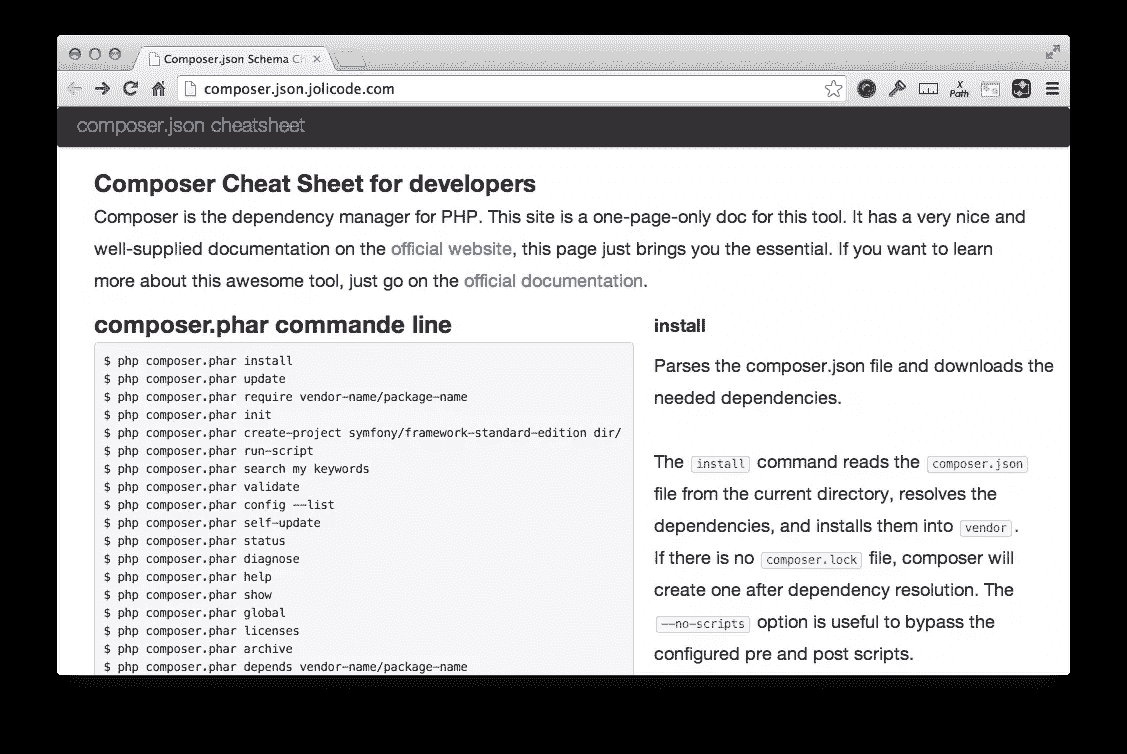 Composer.json Schema Ch
composer.json.jolicode.com
X
Path
composer.json cheatsheet
Composer Cheat Sheet for developers
Composer is the dependency manager for PHP. This site is a one-page-only doc for this tool. It has a very nice and
well-supplied documentation on the official website, this page just brings you the essential. If you want to learn
more about this awesome tool, just go on the official documentation.
composer.phar commande line
$ php composer.phar install
$ php composer.phar update
$ php composer.phar require vendor-name/package-name
$ php composer.phar init
$ php composer.phar create-project symfony/framework-standard-edition dir/
$ php composer.phar run-script
$ php composer.phar search my keywords
$ php composer.phar validate
$ php composer.phar config --list
$ php composer.phar self-update
$ php composer.phar status
$ php composer.phar diagnose
$ php composer.phar help
$ php composer.phar show
$ php composer.phar global
$ php composer.phar licenses
$ php composer.phar archive
$ php composer.phar depends vendor-name/package-name
install
Parses the composer.json file and downloads the
needed dependencies.
The install command reads the composer.json
file from the current directory, resolves the
dependencies, and installs them into vendor.
If there is no composer.lock file, composer will
create one after dependency resolution. The
--no-scripts option is useful to bypass the
configured pre and post scripts.